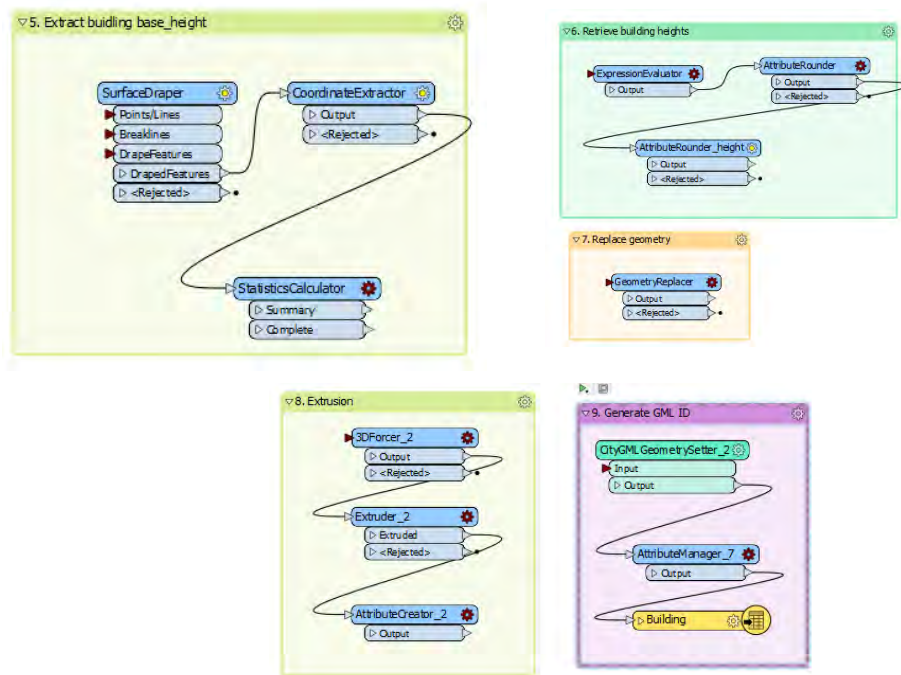 5. Extract buidling base_height
SurfaceDraper
Points/Lines
Breaklines
DrapeFeatures
DrapedFeatures
<Rejected>
CoordinateExtractor
Output
<Rejected>
StatisticsCalculator
Summary
Complete
6. Retrieve building heights
ExpressionEvaluator
Output
AttributeRounder
Output
<Rejected>
AttributeRounder_height
Output
<Rejected>
7. Replace geometry
GeometryReplacer
Output
<Rejected>
8. Extrusion
3DForcer_2
Output
<Rejected>
Extruder_2
Extruded
<Rejected>
AttributeCreator_2
Output
9. Generate GML ID
CityGMLGeometrySetter_2
Input
Output
AttributeManager_7
Output
Building